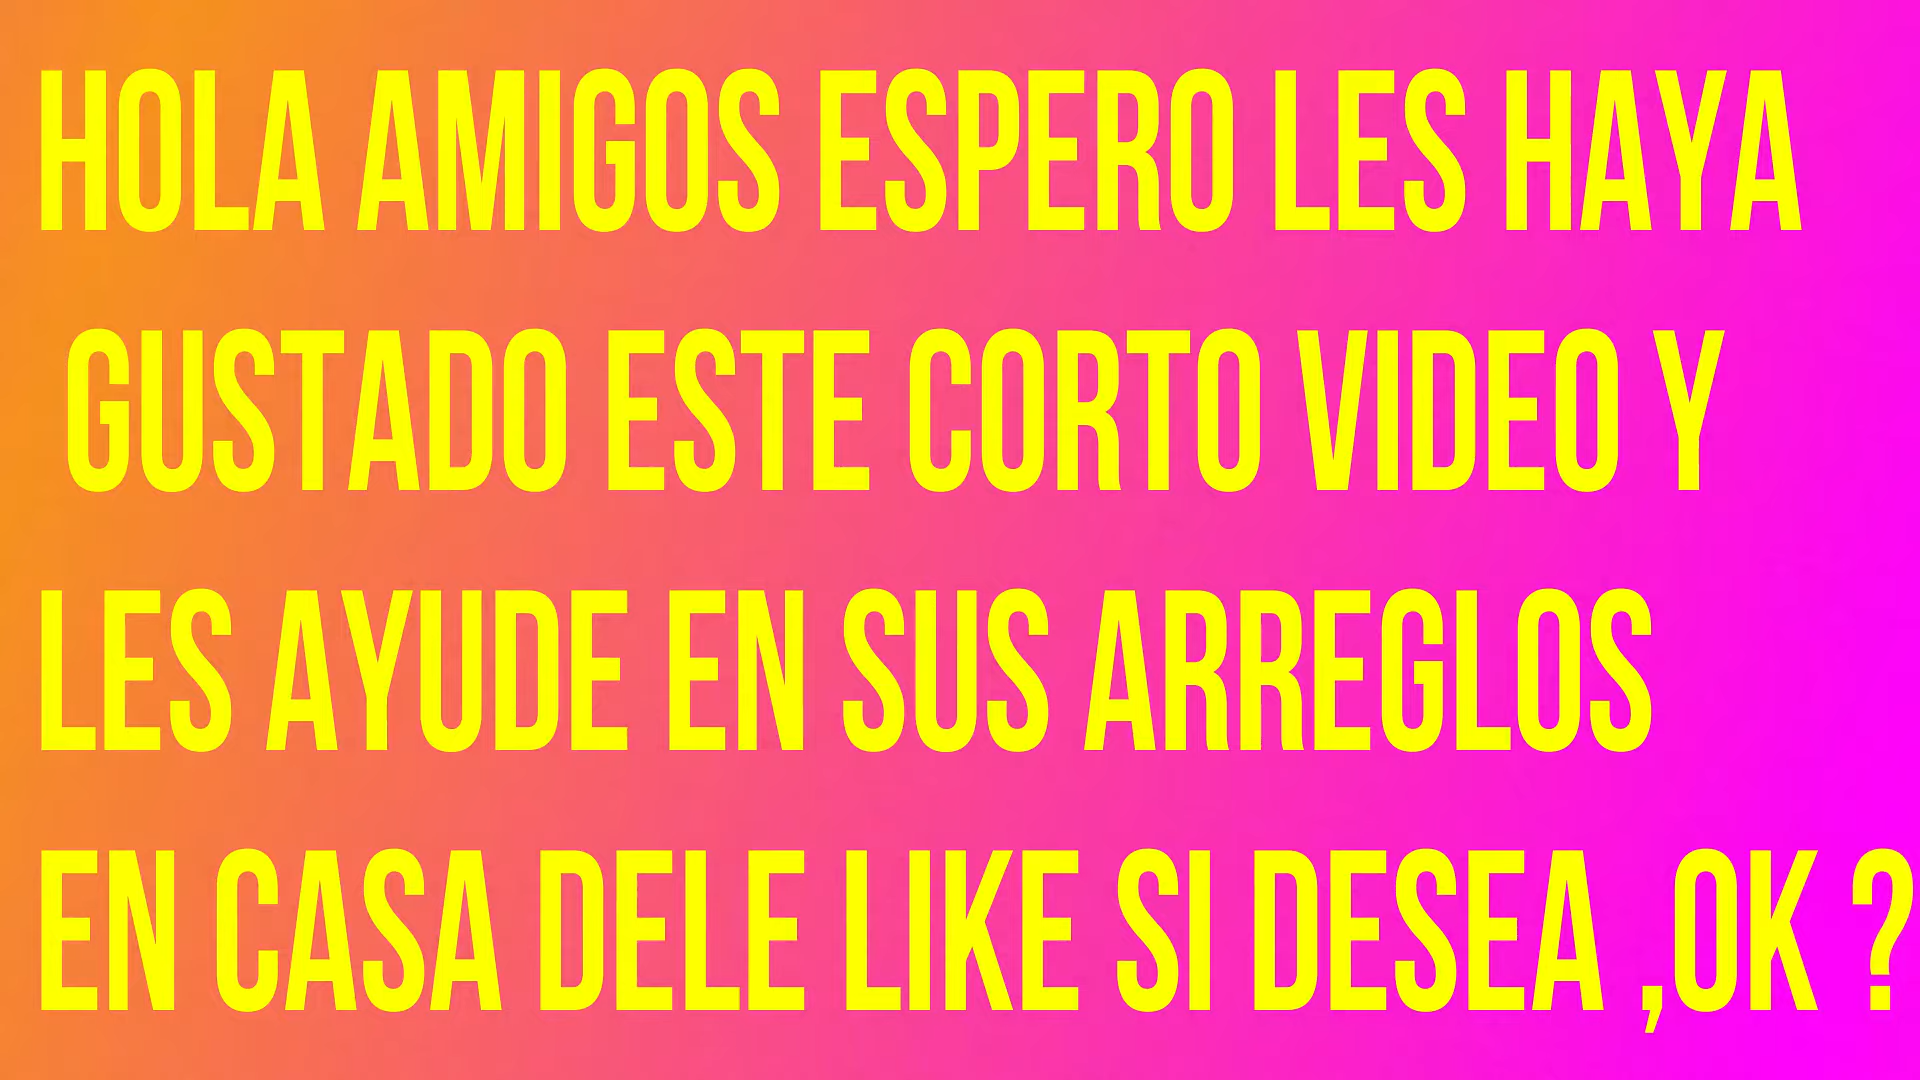 HOLA AMIGOS ESPERO LES HAYA
GUSTADO ESTE CORTO VIDEO Y
LES AYUDE EN SUS ARREGLOS
EN CASA DELE LIKE SI DESEA ,OK ?